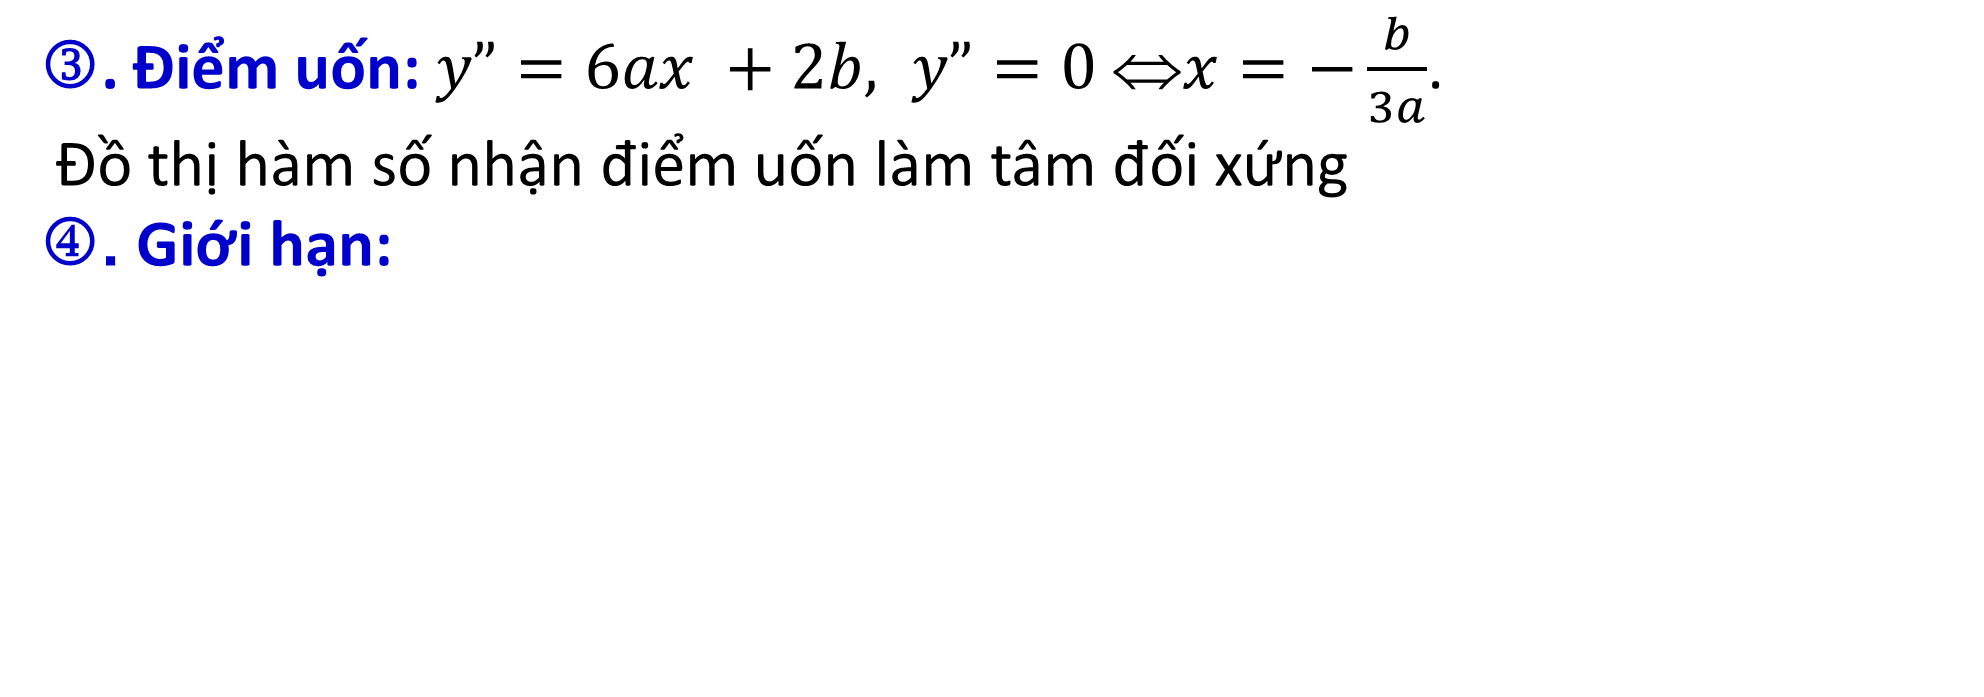 ③. Điểm uốn: y” = 6ax + 2b, y” = 0 ⟺ x = −\frac{b}{3a}.
Đồ thị hàm số nhận điểm uốn làm tâm đối xứng
④. Giới hạn: